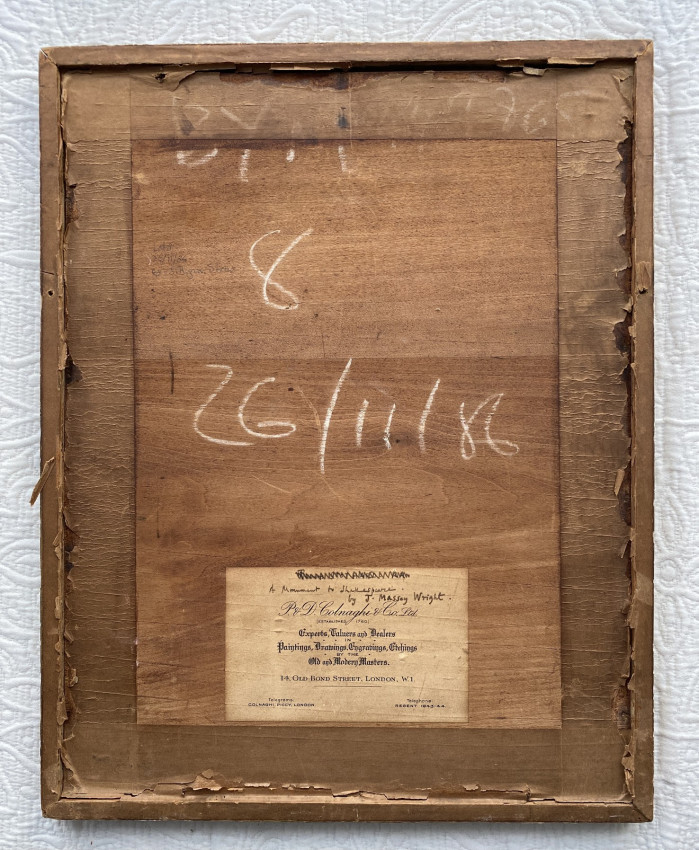 8
26/11/86
A Monument to Shakespeare.
by J. Massey Wright.
P. & D. Colnaghi & Co. Ltd.
(ESTABLISHED 1760)
Experts, Valuers and Dealers
IN
Paintings, Drawings, Engravings, Etchings
BY THE
Old and Modern Masters.
14, OLD BOND STREET, LONDON, W.1.
Telegrams: Telephone:
COLNAGHI, PICCY, LONDON. REGENT 1943-44.